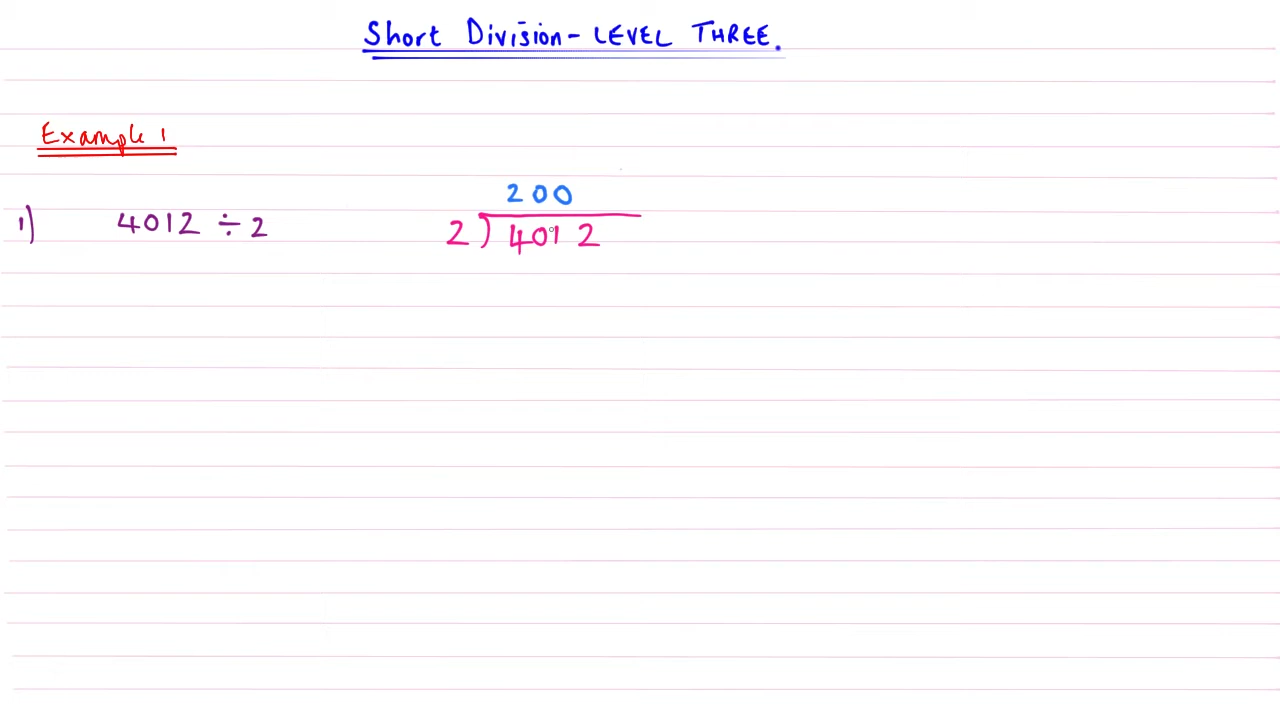 Short Division - LEVEL THREE.
Example 1
200
1) 4012 ÷ 2 2) 4012